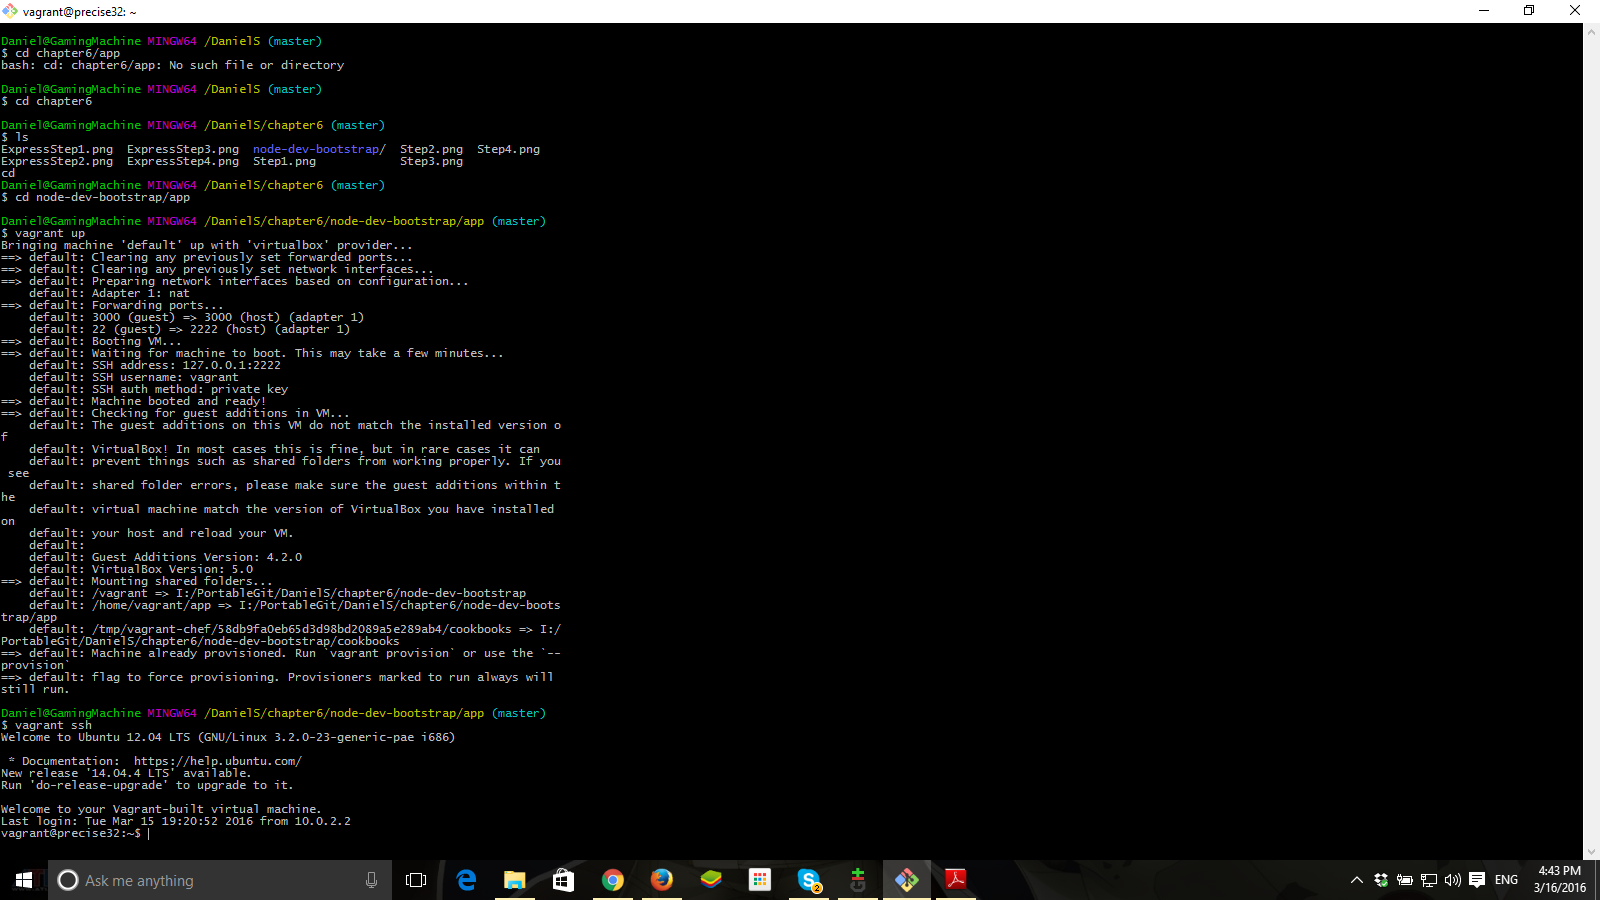 vagrant@precise32: ~
Daniel@GamingMachine MINGW64 /DanielS (master)
$ cd chapter6/app
bash: cd: chapter6/app: No such file or directory
Daniel@GamingMachine MINGW64 /DanielS (master)
$ cd chapter6
Daniel@GamingMachine MINGW64 /DanielS/chapter6 (master)
$ ls
ExpressStep1.png  ExpressStep3.png  node-dev-bootstrap/  Step2.png  Step4.png
ExpressStep2.png  ExpressStep4.png  Step1.png            Step3.png
cd
Daniel@GamingMachine MINGW64 /DanielS/chapter6 (master)
$ cd node-dev-bootstrap/app
Daniel@GamingMachine MINGW64 /DanielS/chapter6/node-dev-bootstrap/app (master)
$ vagrant up
Bringing machine 'default' up with 'virtualbox' provider...
==> default: Clearing any previously set forwarded ports...
==> default: Clearing any previously set network interfaces...
==> default: Preparing network interfaces based on configuration...
    default: Adapter 1: nat
==> default: Forwarding ports...
    default: 3000 (guest) => 3000 (host) (adapter 1)
    default: 22 (guest) => 2222 (host) (adapter 1)
==> default: Booting VM...
==> default: Waiting for machine to boot. This may take a few minutes...
    default: SSH address: 127.0.0.1:2222
    default: SSH username: vagrant
    default: SSH auth method: private key
==> default: Machine booted and ready!
==> default: Checking for guest additions in VM...
    default: The guest additions on this VM do not match the installed version o
f
    default: VirtualBox! In most cases this is fine, but in rare cases it can
    default: prevent things such as shared folders from working properly. If you
 see
    default: shared folder errors, please make sure the guest additions within t
he
    default: virtual machine match the version of VirtualBox you have installed
on
    default: your host and reload your VM.
    default:
    default: Guest Additions Version: 4.2.0
    default: VirtualBox Version: 5.0
==> default: Mounting shared folders...
    default: /vagrant => I:/PortableGit/DanielS/chapter6/node-dev-bootstrap
    default: /home/vagrant/app => I:/PortableGit/DanielS/chapter6/node-dev-boots
trap/app
    default: /tmp/vagrant-chef/58db9fa0eb65d3d98bd2089a5e289ab4/cookbooks => I:/
PortableGit/DanielS/chapter6/node-dev-bootstrap/cookbooks
==> default: Machine already provisioned. Run `vagrant provision` or use the `--
provision`
==> default: flag to force provisioning. Provisioners marked to run always will
still run.
Daniel@GamingMachine MINGW64 /DanielS/chapter6/node-dev-bootstrap/app (master)
$ vagrant ssh
Welcome to Ubuntu 12.04 LTS (GNU/Linux 3.2.0-23-generic-pae i686)
 * Documentation:  https://help.ubuntu.com/
New release '14.04.4 LTS' available.
Run 'do-release-upgrade' to upgrade to it.
Welcome to your Vagrant-built virtual machine.
Last login: Tue Mar 15 19:20:52 2016 from 10.0.2.2
vagrant@precise32:~$
Ask me anything
2
ENG
4:43 PM
3/16/2016